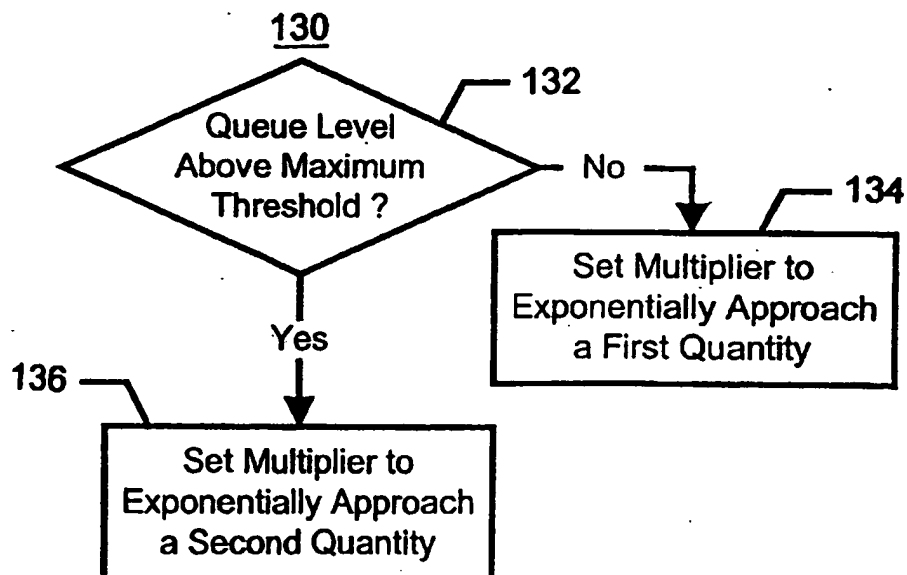 130
132
Queue Level
Above Maximum
Threshold ?
No
134
Set Multiplier to
Exponentially Approach
a First Quantity
Yes
136
Set Multiplier to
Exponentially Approach
a Second Quantity